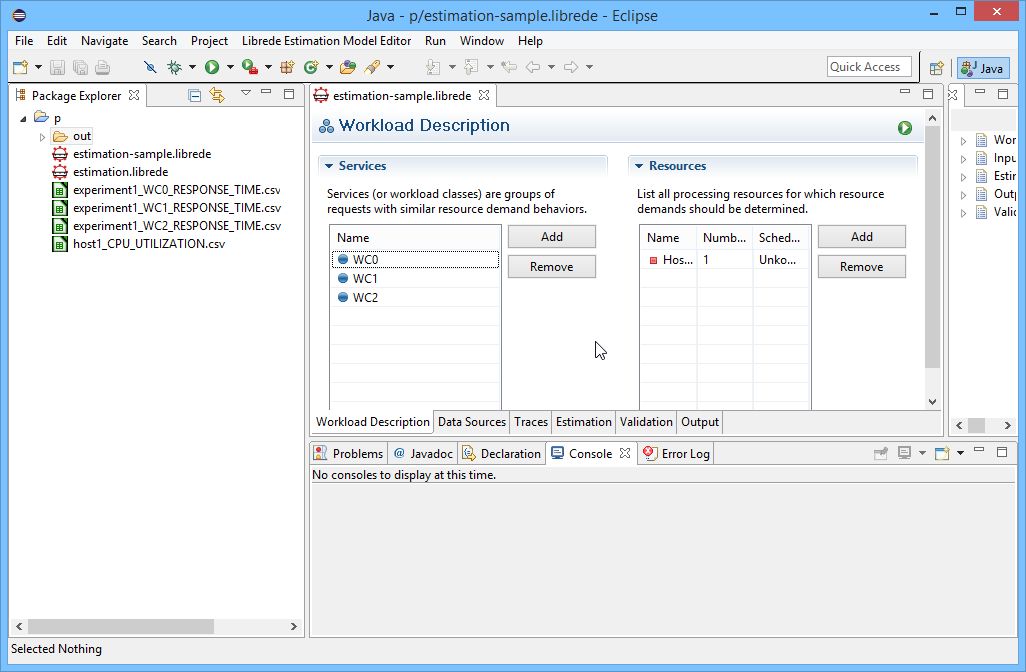 Java - p/estimation-sample.librede - Eclipse
File Edit Navigate Search Project Librede Estimation Model Editor Run Window Help
Quick Access
Java
Package Explorer
p
out
estimation-sample.librede
estimation.librede
experiment1_WC0_RESPONSE_TIME.csv
experiment1_WC1_RESPONSE_TIME.csv
experiment1_WC2_RESPONSE_TIME.csv
host1_CPU_UTILIZATION.csv
estimation-sample.librede
Workload Description
Services
Services (or workload classes) are groups of
requests with similar resource demand behaviors.
Name
WC0
WC1
WC2
Add
Remove
Resources
List all processing resources for which resource
demands should be determined.
Name Numb... Sched...
Hos... 1 Unko...
Add
Remove
Workload Description Data Sources Traces Estimation Validation Output
Wor
Inpu
Estin
Outp
Valid
Problems @ Javadoc Declaration Console Error Log
No consoles to display at this time.
Selected Nothing